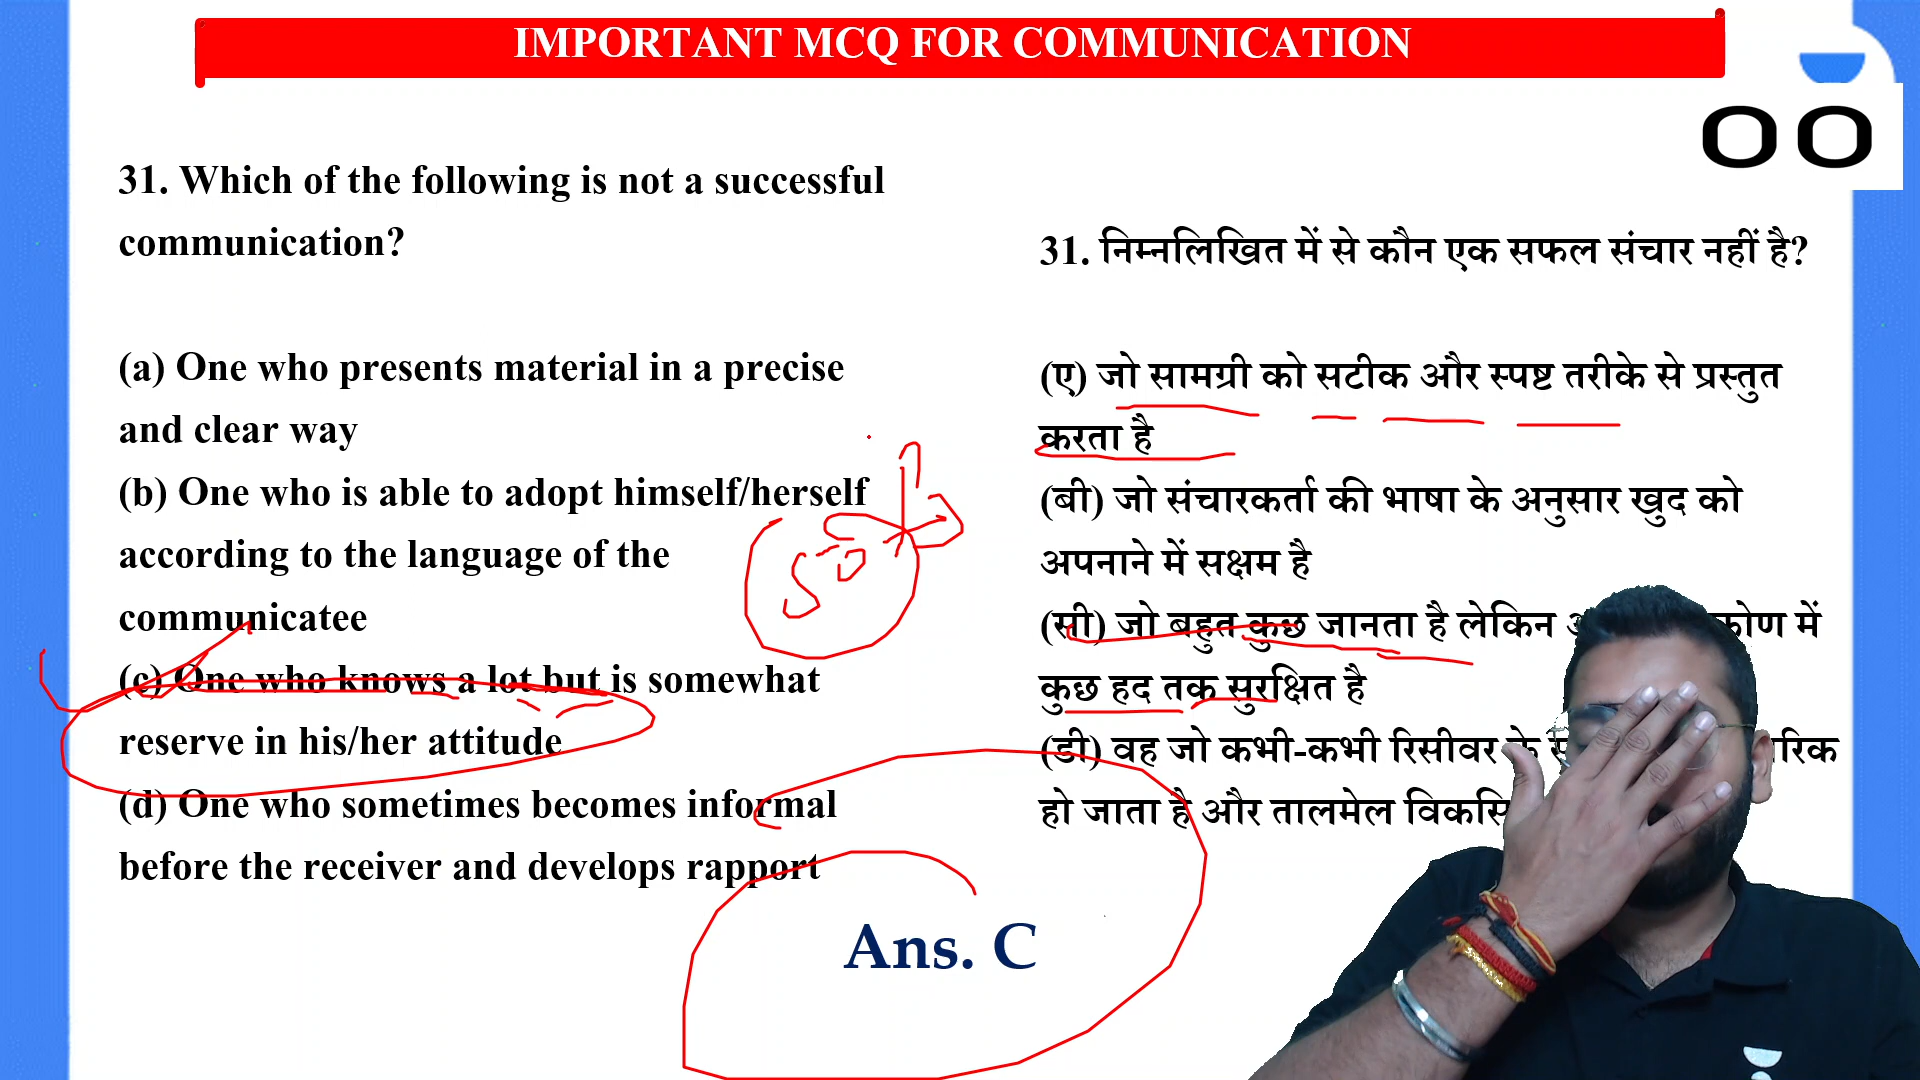 IMPORTANT MCQ FOR COMMUNICATION
31. Which of the following is not a successful
communication?
(a) One who presents material in a precise
and clear way
(b) One who is able to adopt himself/herself
according to the language of the
communicatee
(c) One who knows a lot but is somewhat
reserve in his/her attitude
(d) One who sometimes becomes informal
before the receiver and develops rapport
31. निम्नलिखित में से कौन एक सफल संचार नहीं है?
(ए) जो सामग्री को सटीक और स्पष्ट तरीके से प्रस्तुत
करता है
(बी) जो संचारकर्ता की भाषा के अनुसार खुद को
अपनाने में सक्षम है
(सी) जो बहुत कुछ जानता है लेकिन में
कुछ हद तक सुरक्षित है
(डी) वह जो कभी-कभी रिसीवर के
हो जाता है और तालमेल
Ans. C